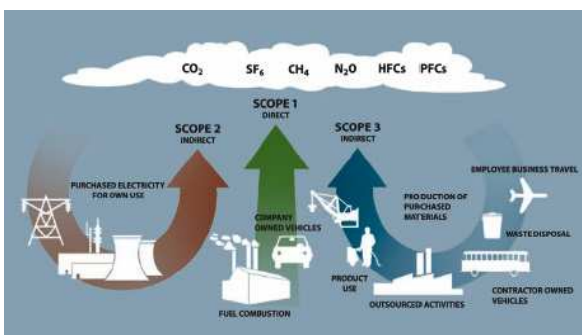 CO₂ SF₆ CH₄ N₂O HFCs PFCs
SCOPE 2
INDIRECT
SCOPE 1
DIRECT
SCOPE 3
INDIRECT
PURCHASED ELECTRICITY
FOR OWN USE
COMPANY
OWNED VEHICLES
FUEL COMBUSTION
PRODUCT
USE
PRODUCTION OF
PURCHASED
MATERIALS
OUTSOURCED ACTIVITIES
EMPLOYEE BUSINESS TRAVEL
WASTE DISPOSAL
CONTRACTOR OWNED
VEHICLES